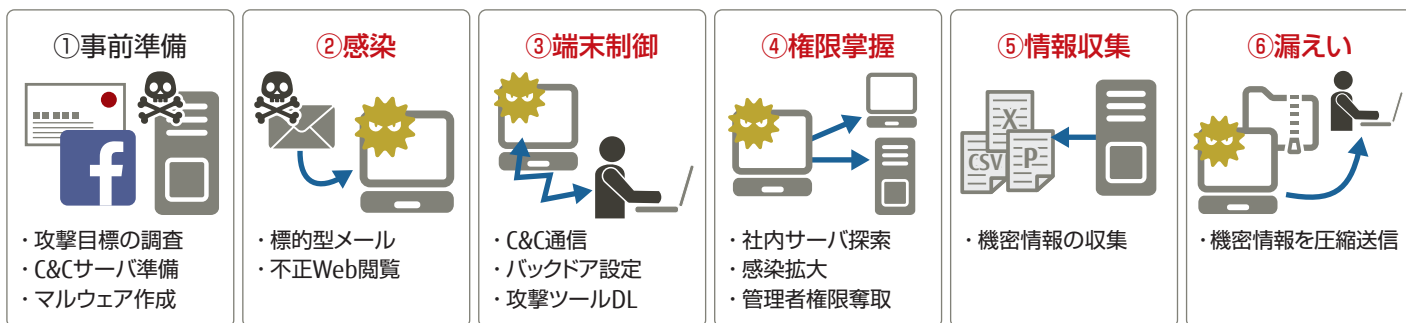 ①事前準備
・攻撃目標の調査
・C&Cサーバ準備
・マルウェア作成
②感染
・標的型メール
・不正Web閲覧
③端末制御
・C&C通信
・バックドア設定
・攻撃ツールDL
④権限掌握
・社内サーバ探索
・感染拡大
・管理者権限奪取
⑤情報収集
X
CSV
P
・機密情報の収集
⑥漏えい
・機密情報を圧縮送信